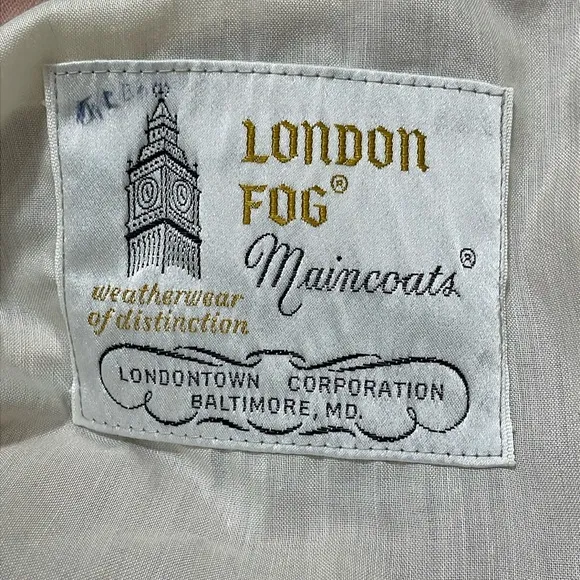 LONDON
FOG®
Maincoats®
weatherwear
of distinction
LONDONTOWN CORPORATION
BALTIMORE, MD.